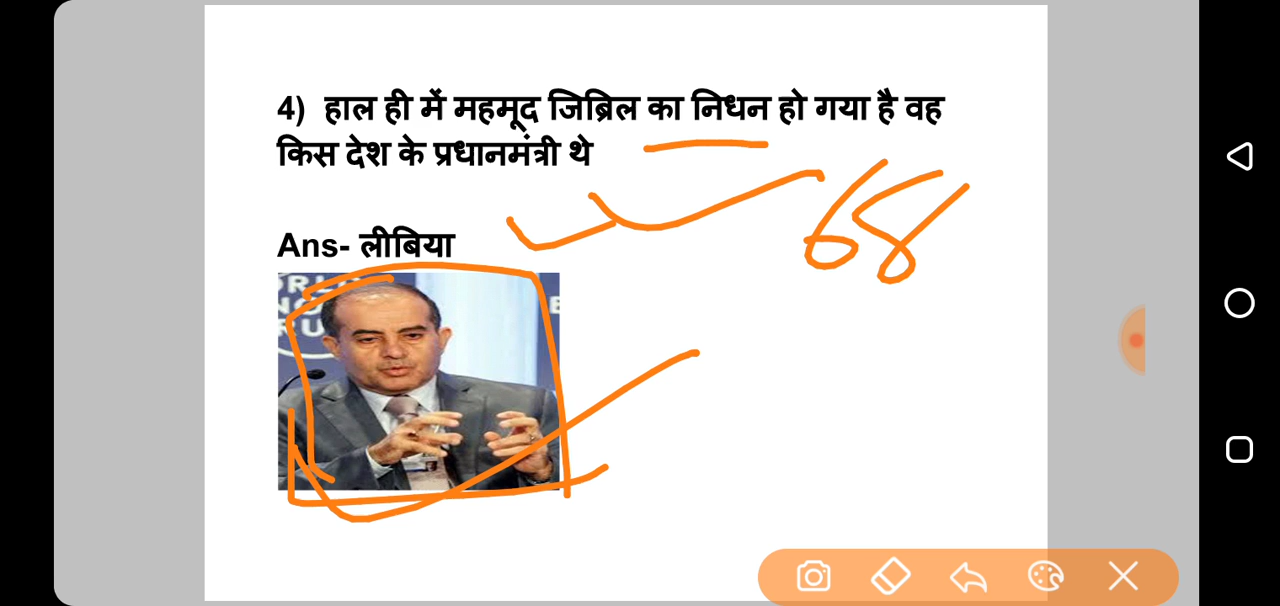 4) हाल ही में महमूद जिब्रिल का निधन हो गया है वह
किस देश के प्रधानमंत्री थे
68
Ans- लीबिया